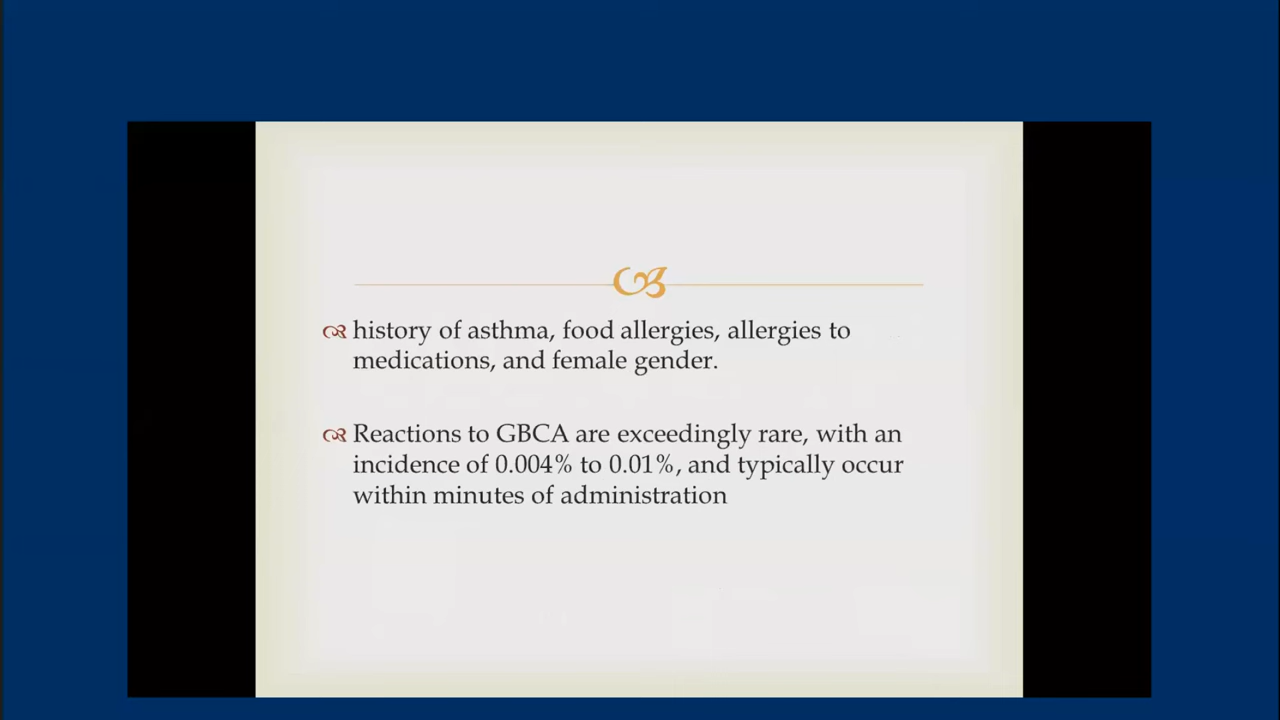 history of asthma, food allergies, allergies to
medications, and female gender.
Reactions to GBCA are exceedingly rare, with an
incidence of 0.004% to 0.01%, and typically occur
within minutes of administration